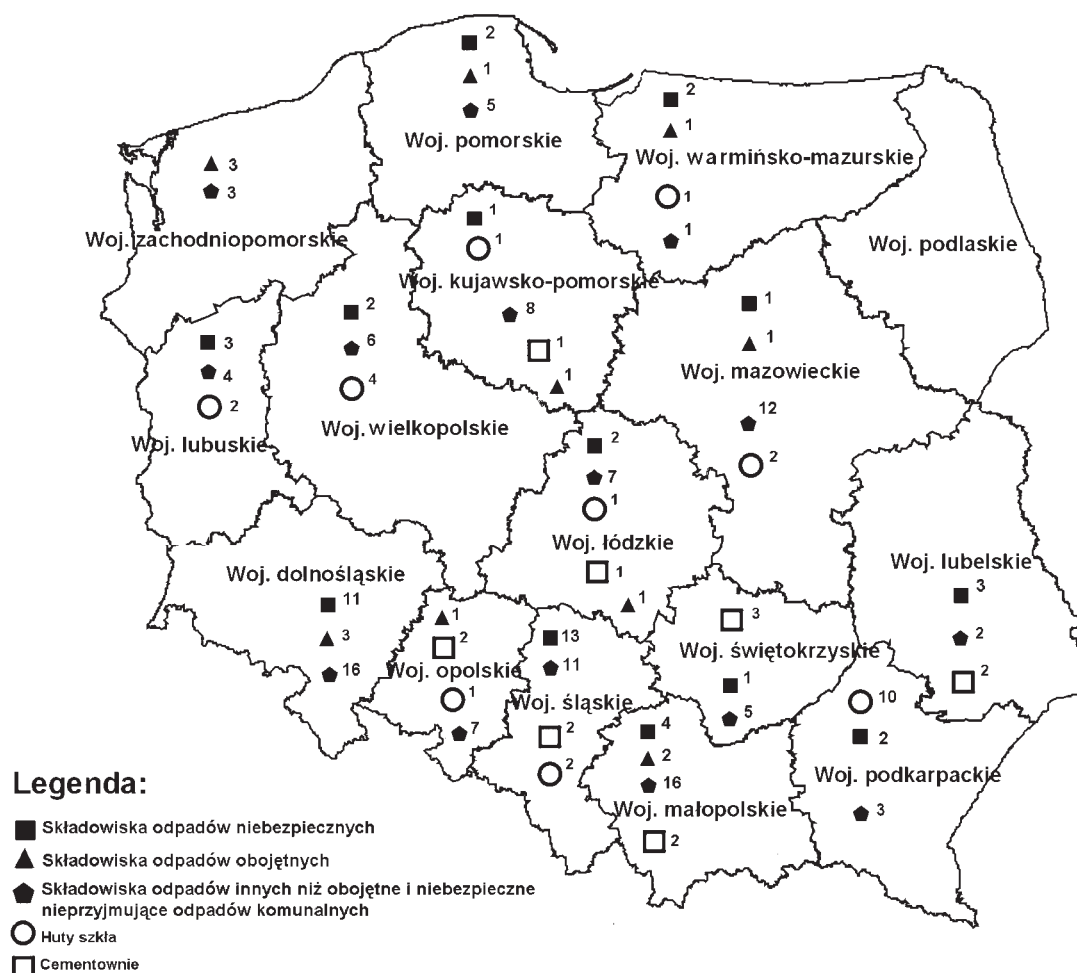 2
1
5
Woj. pomorskie
2
1
Woj. warmińsko-mazurskie
1
1
3
3
Woj. zachodniopomorskie
1
1
Woj. kujawsko-pomorskie
8
1
1
Woj. podlaskie
2
6
4
Woj. wielkopolskie
1
1
Woj. mazowieckie
12
2
3
4
2
Woj. lubuskie
2
7
1
Woj. łódzkie
1
1
Woj. dolnośląskie
11
3
16
Woj. lubelskie
3
2
2
1
2
Woj. opolskie
1
7
13
11
Woj. śląskie
2
2
3
Woj. świętokrzyskie
1
5
4
2
16
Woj. małopolskie
2
10
2
Woj. podkarpackie
3
Legenda:
Składowiska odpadów niebezpiecznych
Składowiska odpadów obojętnych
Składowiska odpadów innych niż obojętne i niebezpieczne
nieprzyjmujące odpadów komunalnych
Huty szkła
Cementownie